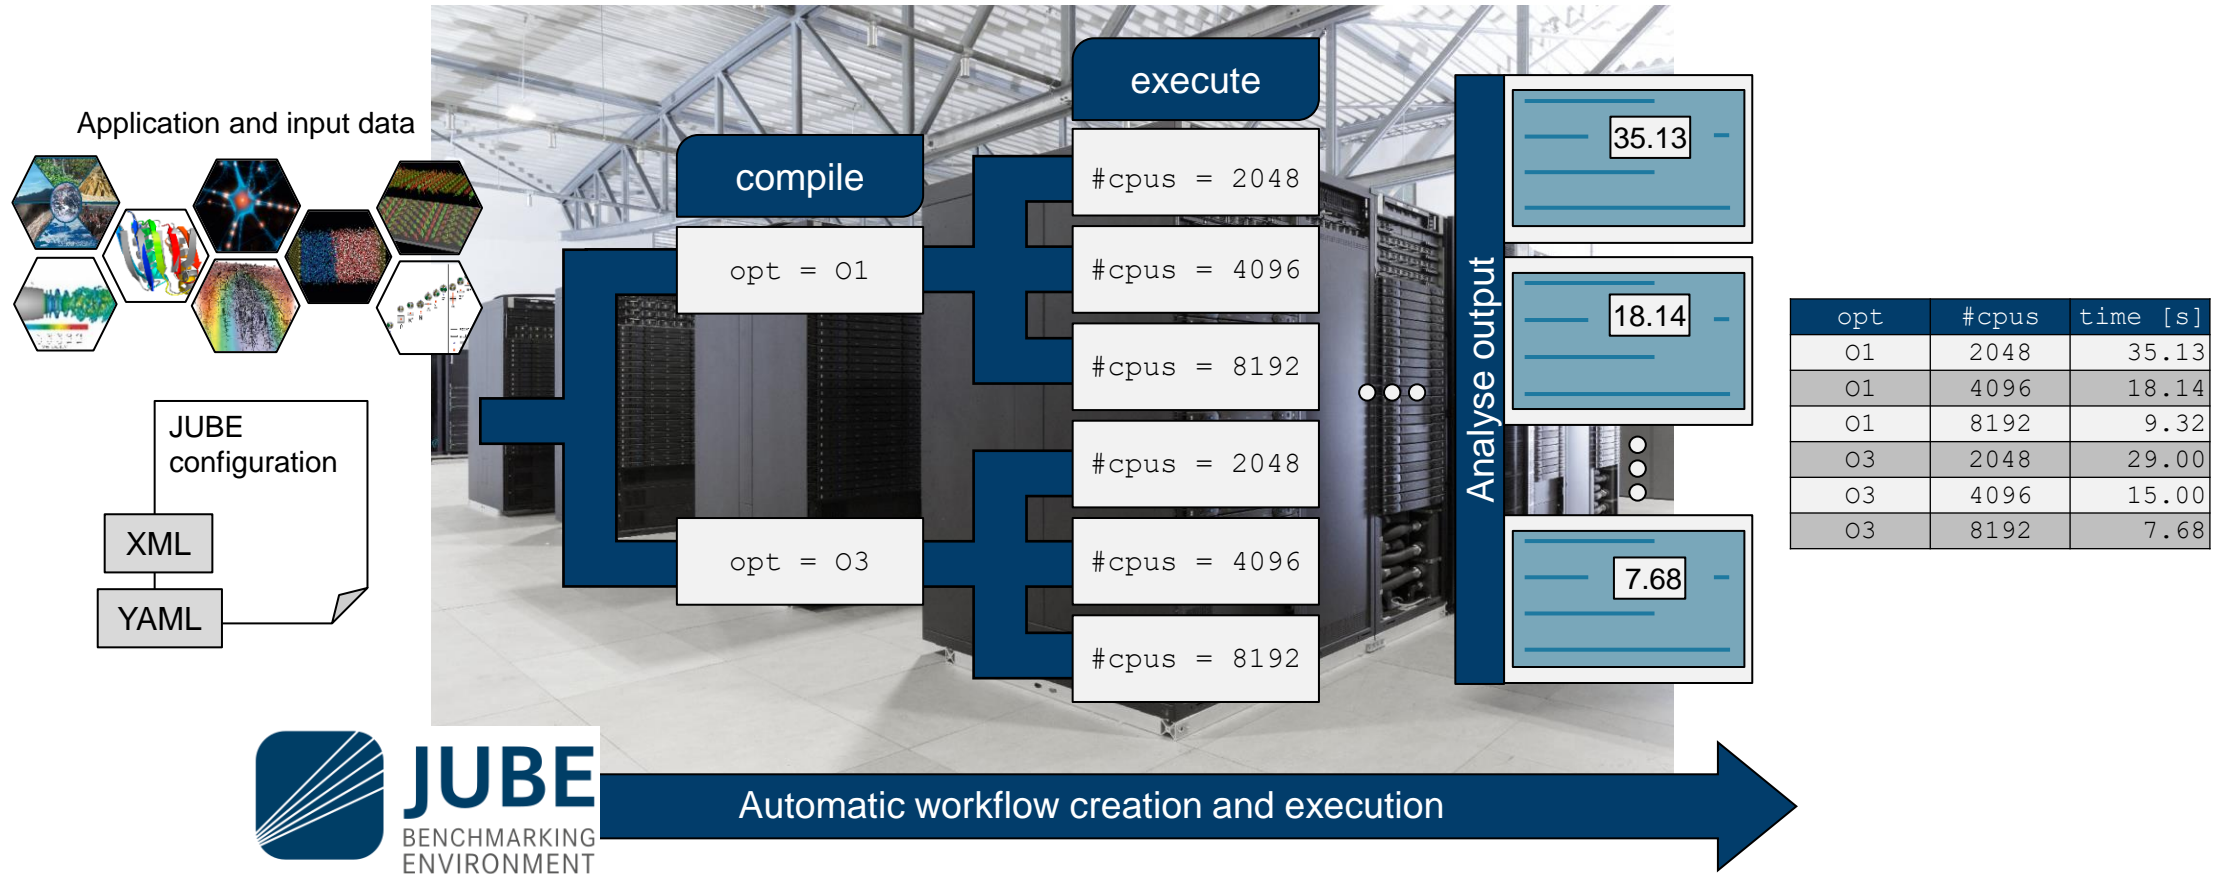 Application and input data
JUBE
configuration
XML
YAML
compile
opt = O1
opt = O3
execute
#cpus = 2048
#cpus = 4096
#cpus = 8192
#cpus = 2048
#cpus = 4096
#cpus = 8192
Analyse output
35.13
18.14
7.68
opt #cpus time [s]
O1 2048 35.13
O1 4096 18.14
O1 8192 9.32
O3 2048 29.00
O3 4096 15.00
O3 8192 7.68
JUBE
BENCHMARKING
ENVIRONMENT
Automatic workflow creation and execution